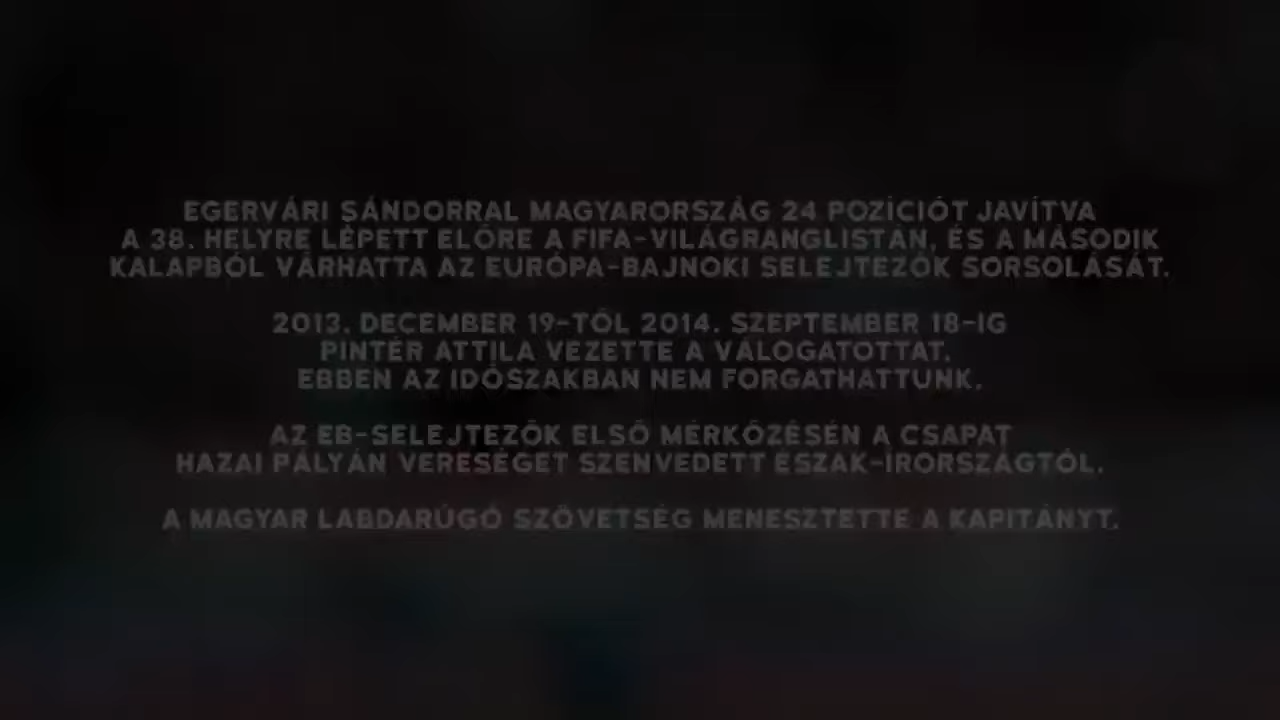 EGERVÁRI SÁNDORRAL MAGYARORSZÁG 24 POZÍCIÓT JAVÍTVA
A 38. HELYRE LÉPETT ELŐRE A FIFA-VILÁGRANGLISTÁN, ÉS A MÁSODIK
KALAPBÓL VÁRHATTA AZ EURÓPA-BAJNOKI SELEJTEZŐK SORSOLÁSÁT.
2013. DECEMBER 19-TŐL 2014. SZEPTEMBER 18-IG
PINTÉR ATTILA VEZETTE A VÁLOGATOTTAT.
EBBEN AZ IDŐSZAKBAN NEM FORGATHATTUNK.
AZ EB-SELEJTEZŐK ELSŐ MÉRKŐZÉSÉN A CSAPAT
HAZAI PÁLYÁN VERESÉGET SZENVEDETT ÉSZAK-ÍRORSZÁGTÓL.
A MAGYAR LABDARÚGÓ SZÖVETSÉG MENESZTETTE A KAPITÁNYT.